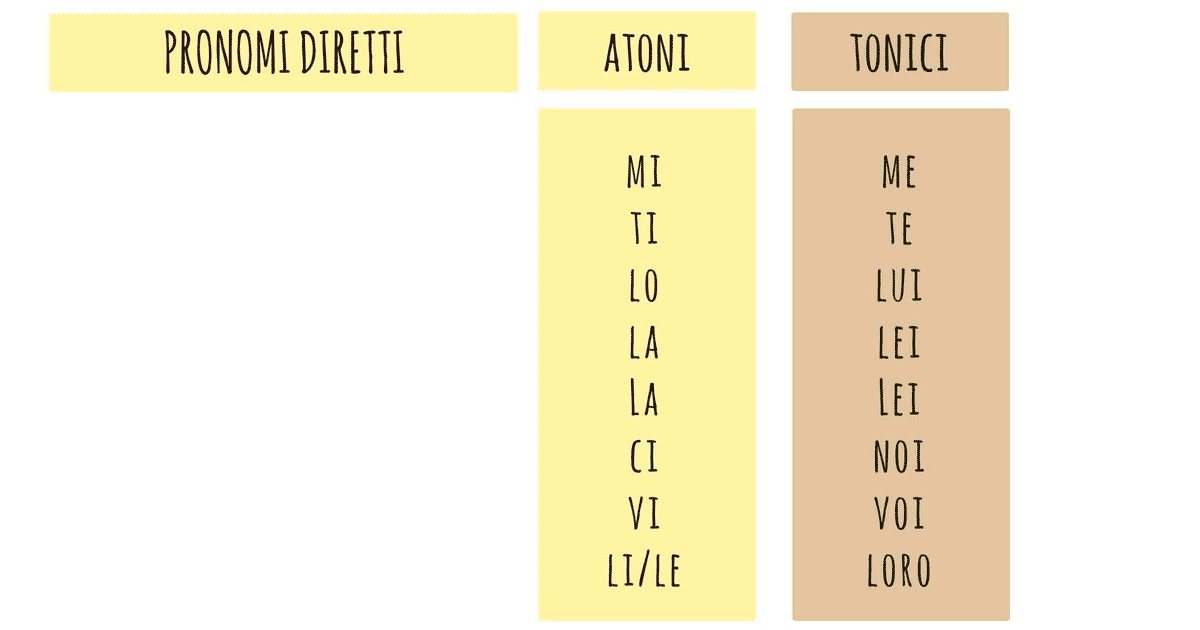 PRONOMI DIRETTI ATONI TONICI
MI ME
TI TE
LO LUI
LA LEI
La Lei
CI NOI
VI VOI
LI/LE LORO